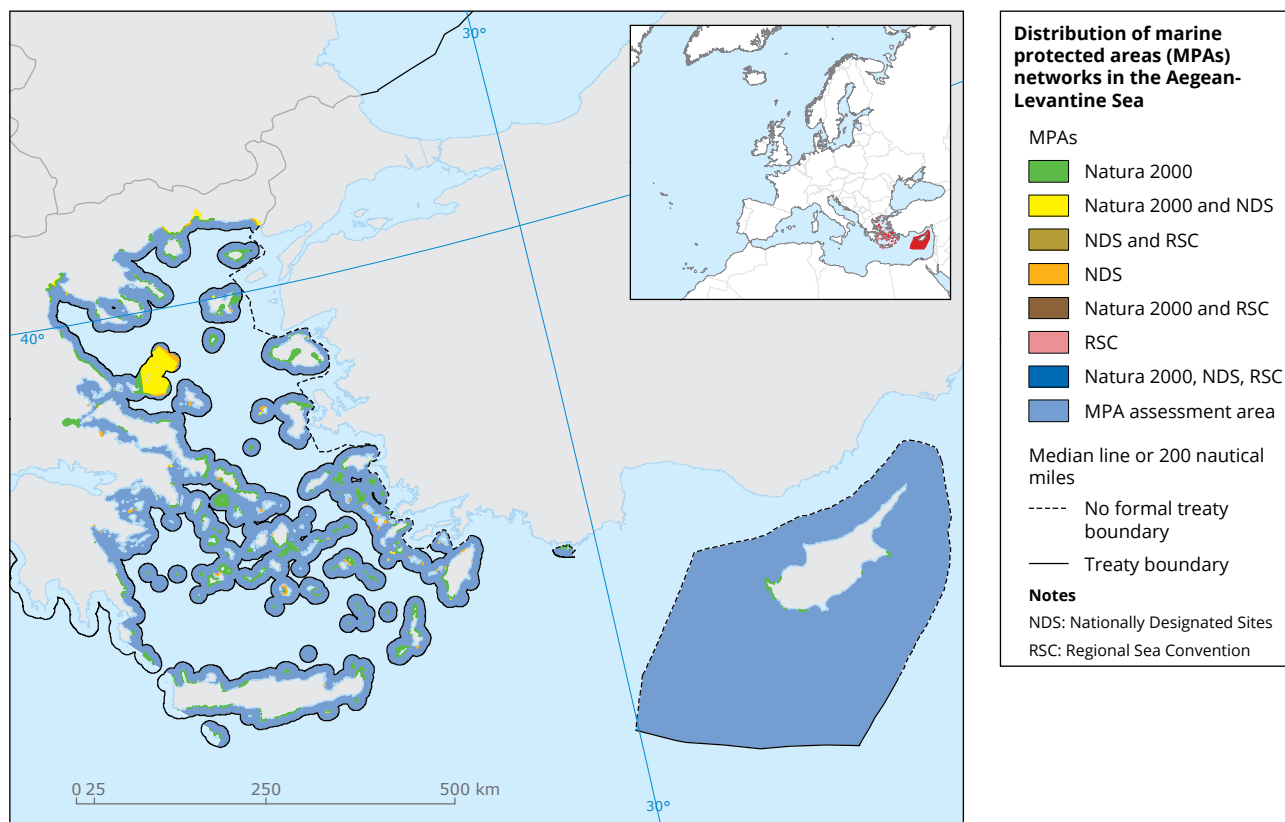 30°
40°
30°
0 25 250 500 km
Distribution of marine
protected areas (MPAs)
networks in the Aegean-
Levantine Sea
MPAs
Natura 2000
Natura 2000 and NDS
NDS and RSC
NDS
Natura 2000 and RSC
RSC
Natura 2000, NDS, RSC
MPA assessment area
Median line or 200 nautical
miles
No formal treaty
boundary
Treaty boundary
Notes
NDS: Nationally Designated Sites
RSC: Regional Sea Convention